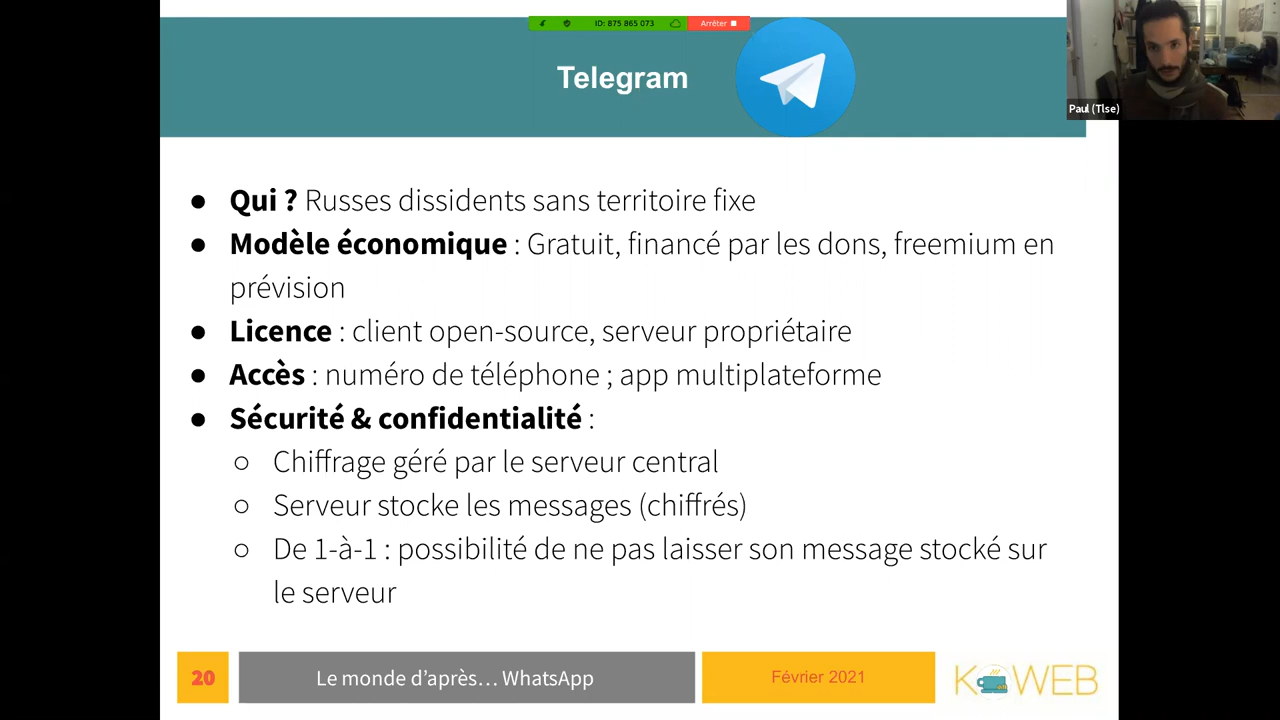 ID: 875 865 073
Arrêter
Telegram
Paul (Tlse)
● Qui ? Russes dissidents sans territoire fixe
● Modèle économique : Gratuit, financé par les dons, freemium en
prévision
● Licence : client open-source, serveur propriétaire
● Accès : numéro de téléphone ; app multiplateforme
● Sécurité & confidentialité :
○ Chiffrage géré par le serveur central
○ Serveur stocke les messages (chiffrés)
○ De 1-à-1 : possibilité de ne pas laisser son message stocké sur
le serveur
20
Le monde d’après… WhatsApp
Février 2021
K WEB